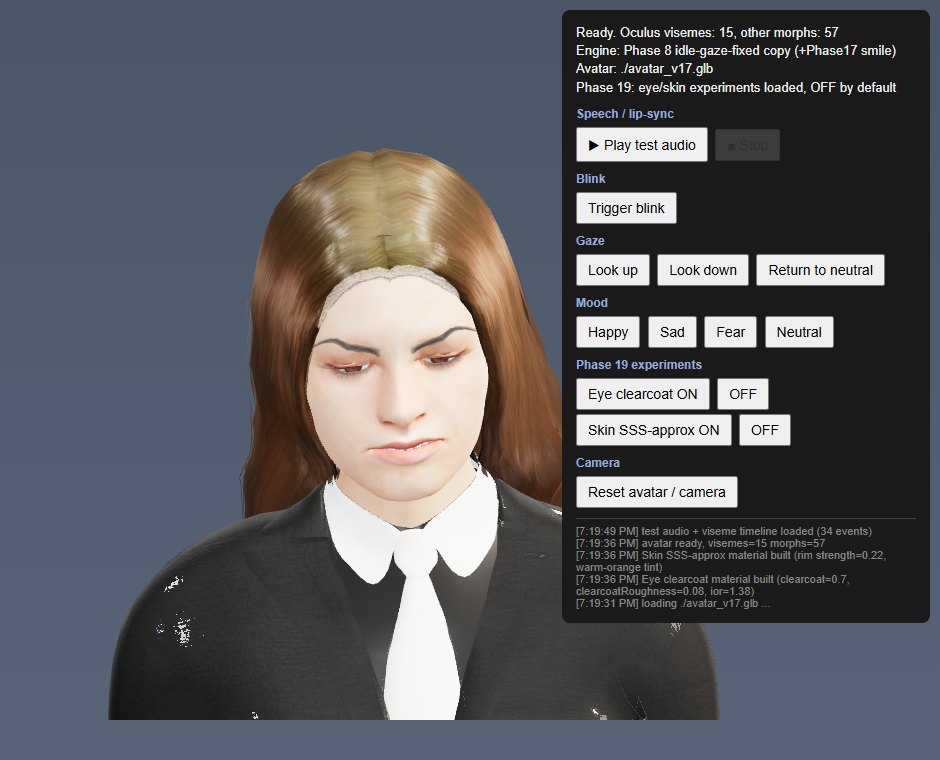 Ready. Oculus visemes: 15, other morphs: 57
Engine: Phase 8 idle-gaze-fixed copy (+Phase17 smile)
Avatar: ./avatar_v17.glb
Phase 19: eye/skin experiments loaded, OFF by default
Speech / lip-sync
▶ Play test audio ■ Stop
Blink
Trigger blink
Gaze
Look up Look down Return to neutral
Mood
Happy Sad Fear Neutral
Phase 19 experiments
Eye clearcoat ON OFF
Skin SSS-approx ON OFF
Camera
Reset avatar / camera
[7:19:49 PM] test audio + viseme timeline loaded (34 events)
[7:19:36 PM] avatar ready, visemes=15 morphs=57
[7:19:36 PM] Skin SSS-approx material built (rim strength=0.22,
warm-orange tint)
[7:19:36 PM] Eye clearcoat material built (clearcoat=0.7,
clearcoatRoughness=0.08, ior=1.38)
[7:19:31 PM] loading ./avatar_v17.glb ...